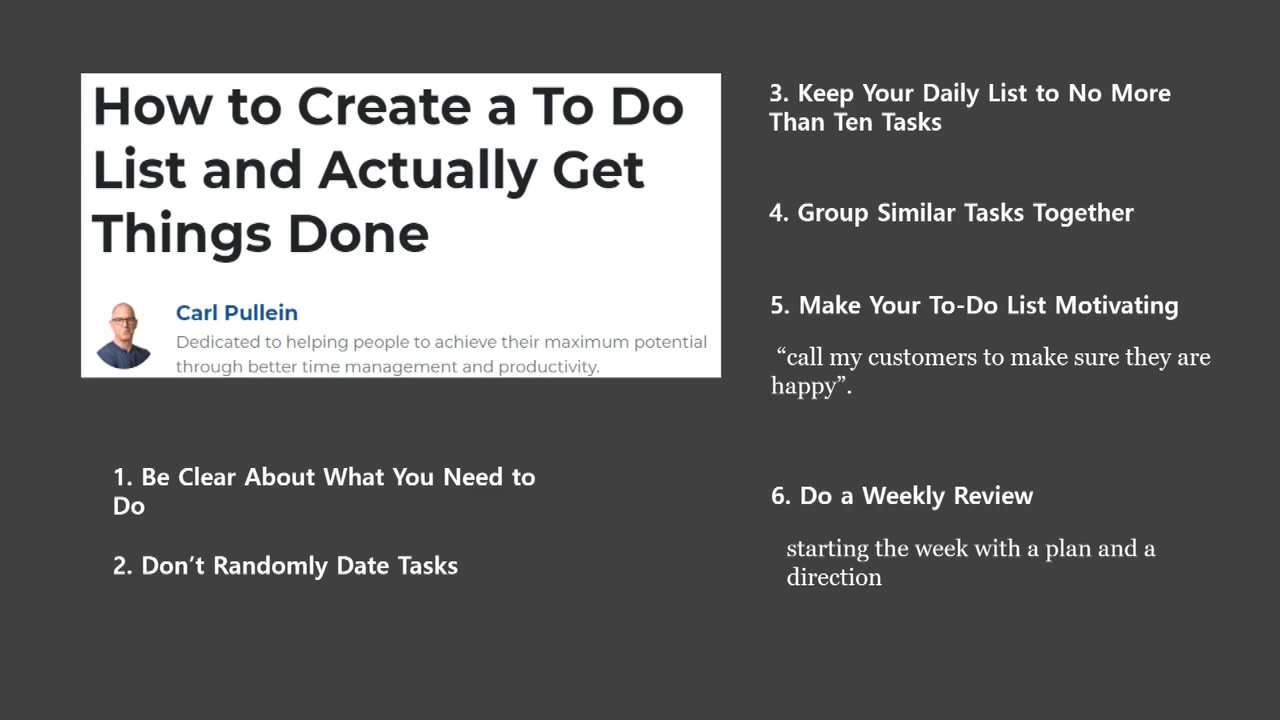 How to Create a To Do
List and Actually Get
Things Done
Carl Pullein
Dedicated to helping people to achieve their maximum potential
through better time management and productivity.
1. Be Clear About What You Need to
Do
2. Don’t Randomly Date Tasks
3. Keep Your Daily List to No More
Than Ten Tasks
4. Group Similar Tasks Together
5. Make Your To-Do List Motivating
“call my customers to make sure they are
happy”.
6. Do a Weekly Review
starting the week with a plan and a
direction